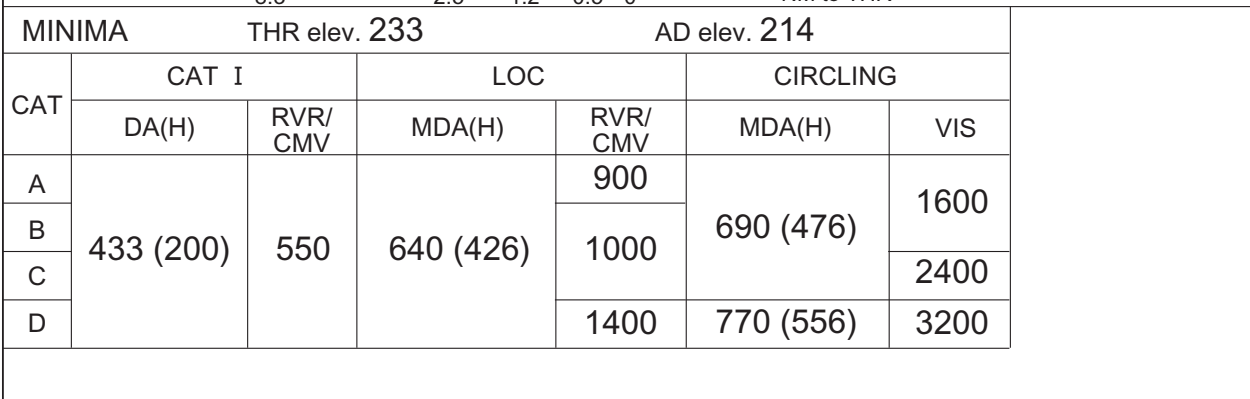 MINIMA THR elev. 233 AD elev. 214
CAT CAT I LOC CIRCLING
DA(H) RVR/CMV MDA(H) RVR/CMV MDA(H) VIS
A 433 (200) 550 640 (426) 900 690 (476) 1600
B 1000
C 2400
D 1400 770 (556) 3200